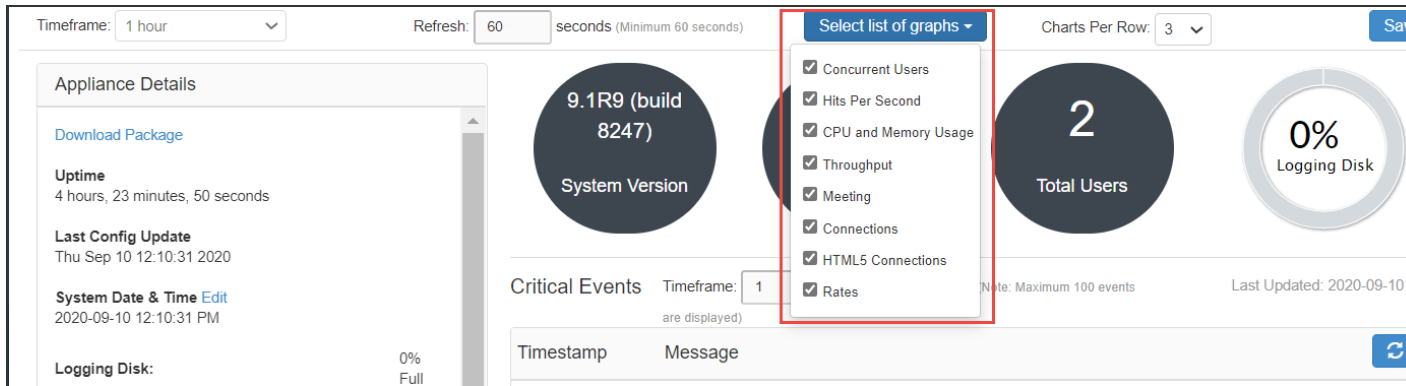 Timeframe: 1 hour Refresh: 60 seconds (Minimum 60 seconds) Select list of graphs Charts Per Row: 3
Appliance Details
Download Package
Uptime
4 hours, 23 minutes, 50 seconds
Last Config Update
Thu Sep 10 12:10:31 2020
System Date & Time Edit
2020-09-10 12:10:31 PM
Logging Disk: 0%
Full
9.1R9 (build
8247)
System Version
Concurrent Users
Hits Per Second
CPU and Memory Usage
Throughput
Meeting
Connections
HTML5 Connections
Rates
2
Total Users
0%
Logging Disk
Critical Events Timeframe: 1 (Note: Maximum 100 events
are displayed)
Last Updated: 2020-09-10
Timestamp Message